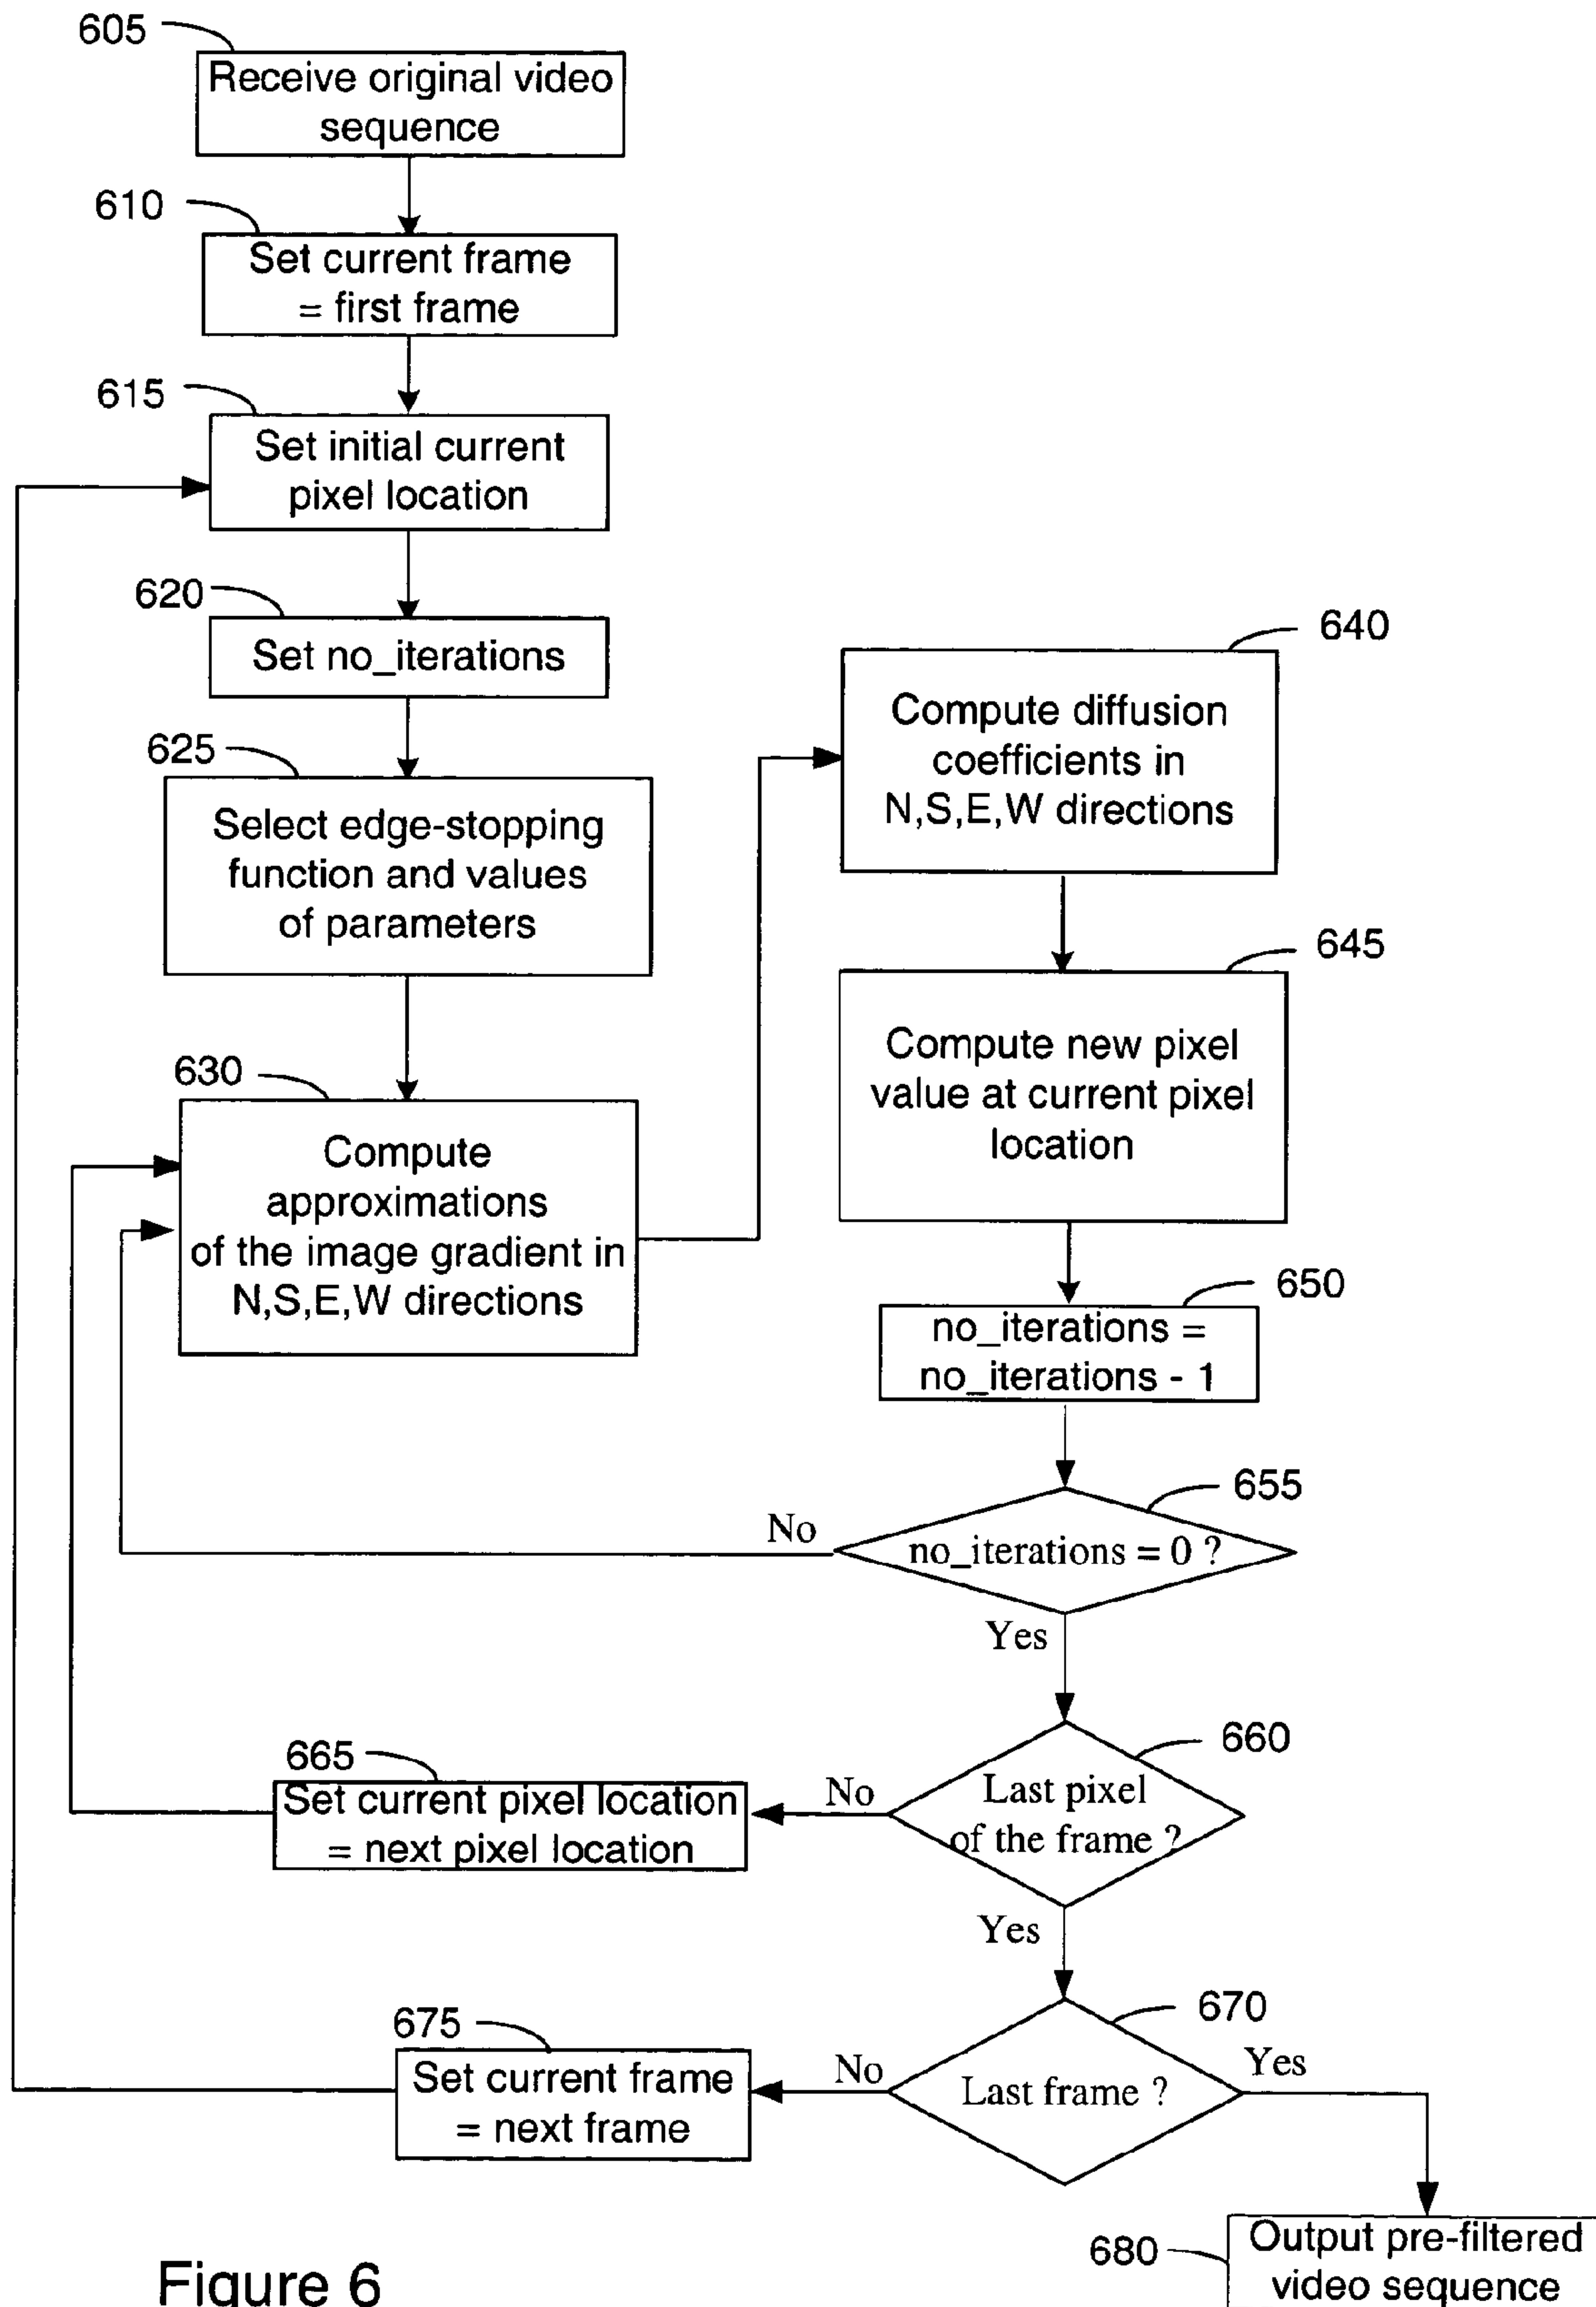 605
Receive original video
sequence
610
Set current frame
= first frame
615
Set initial current
pixel location
620
Set no_iterations
625
Select edge-stopping
function and values
of parameters
630
Compute
approximations
of the image gradient in
N,S,E,W directions
640
Compute diffusion
coefficients in
N,S,E,W directions
645
Compute new pixel
value at current pixel
location
650
no_iterations =
no_iterations - 1
655
no_iterations = 0 ?
No
Yes
660
Last pixel
of the frame ?
No
665
Set current pixel location
= next pixel location
Yes
670
Last frame ?
No
Yes
675
Set current frame
= next frame
680
Output pre-filtered
video sequence
Figure 6